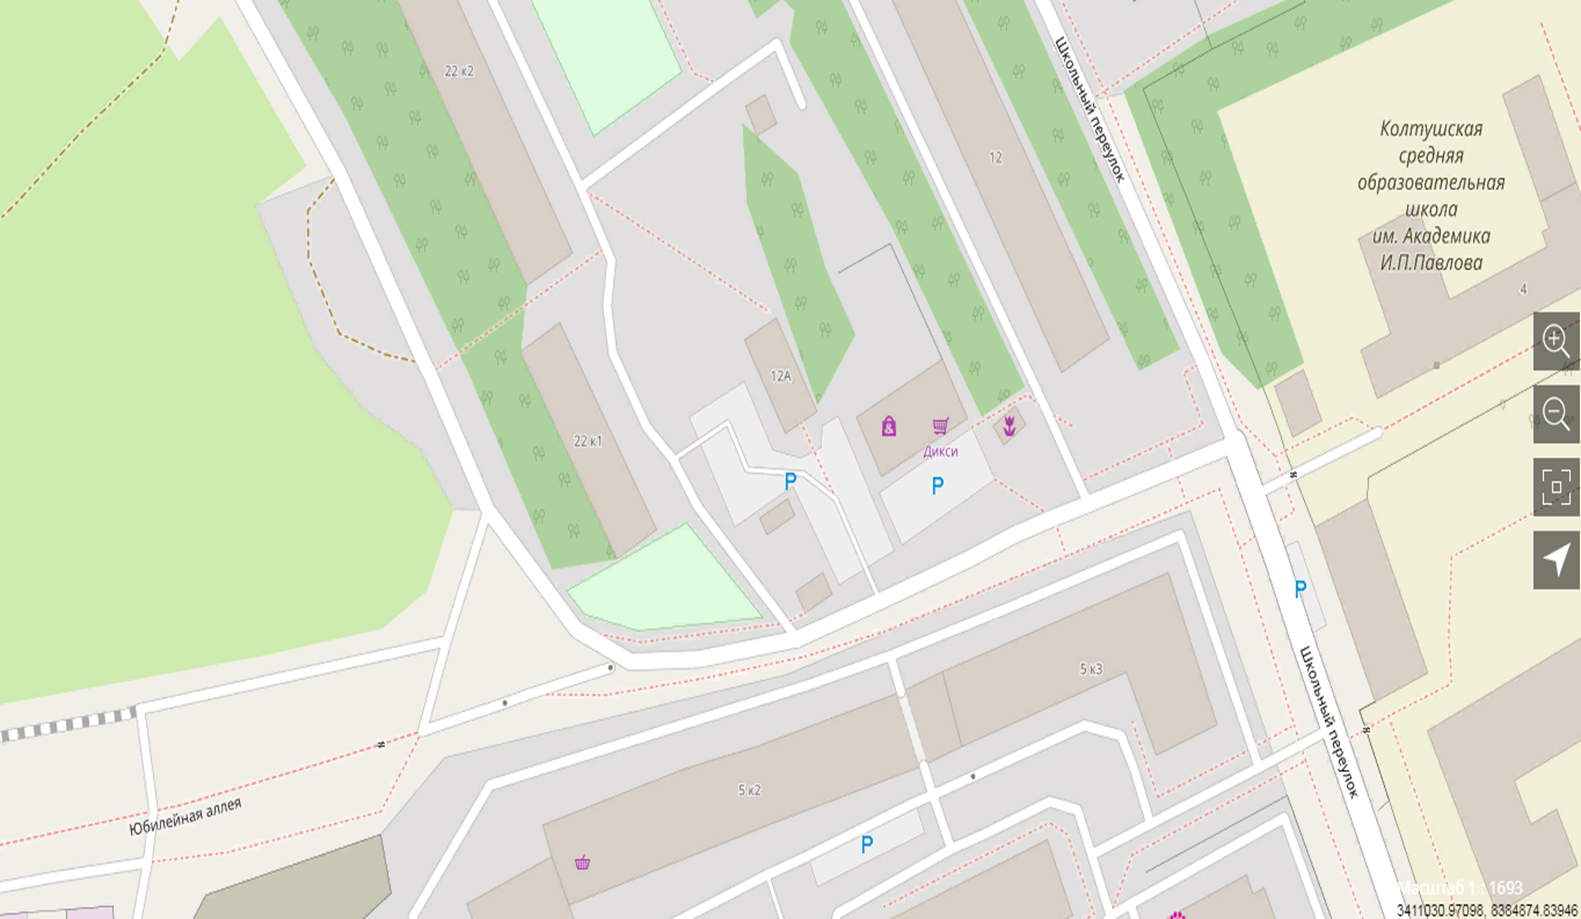 22 к2
Школьный переулок
12
Колтушская
средняя
образовательная
школа
им. Академика
И.П.Павлова
4
12А
22 к1
Дикси
P
P
P
Школьный переулок
5 к3
5 к2
Юбилейная аллея
P
Масштаб 1 : 1693
3411030.97098, 8384874.83946